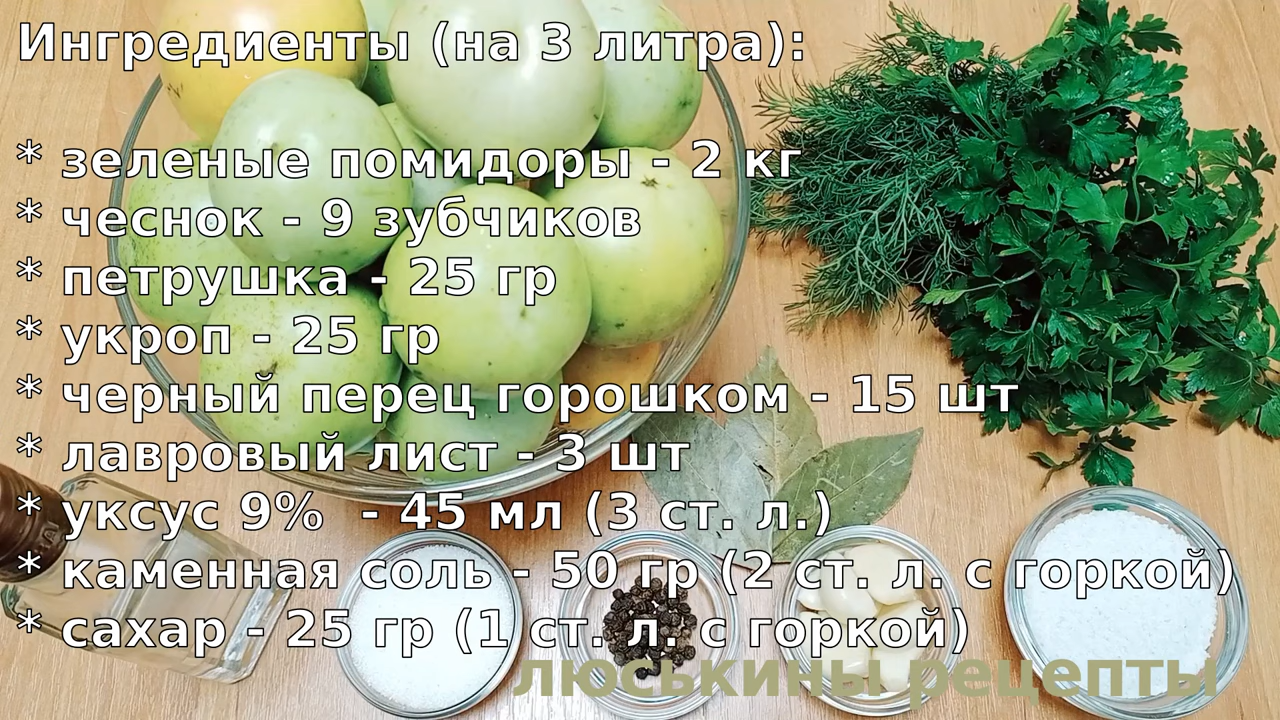 Ингредиенты (на 3 литра):
* зеленые помидоры - 2 кг
* чеснок - 9 зубчиков
* петрушка - 25 гр
* укроп - 25 гр
* черный перец горошком - 15 шт
* лавровый лист - 3 шт
* уксус 9%  - 45 мл (3 ст. л.)
* каменная соль - 50 гр (2 ст. л. с горкой)
* сахар - 25 гр (1 ст. л. с горкой)
люськины рецепты